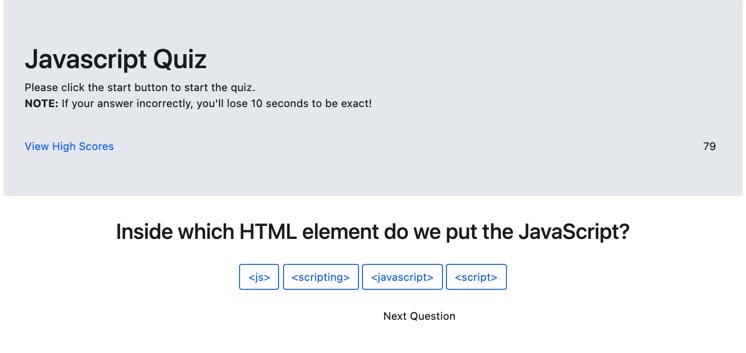 Javascript Quiz
Please click the start button to start the quiz.
NOTE: If your answer incorrectly, you'll lose 10 seconds to be exact!
View High Scores 79
Inside which HTML element do we put the JavaScript?
<js> <scripting> <javascript> <script>
Next Question